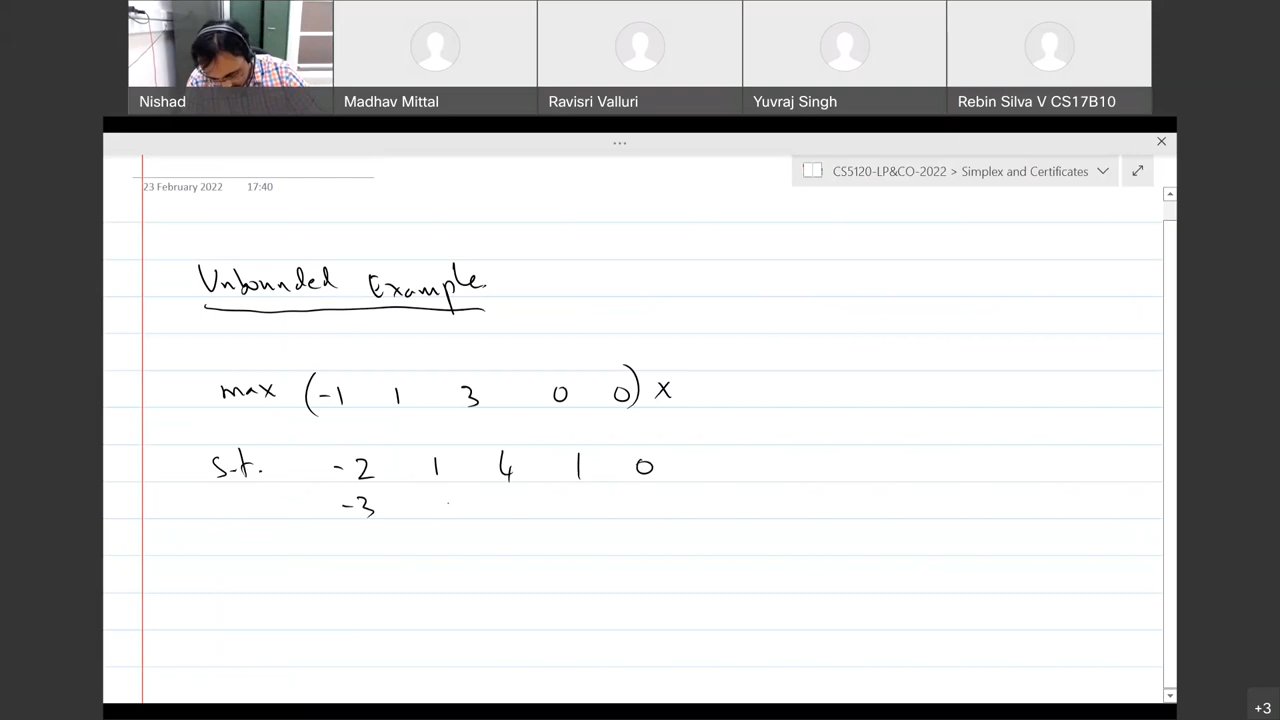 Nishad
Madhav Mittal
Ravisri Valluri
Yuvraj Singh
Rebin Silva V CS17B10
...
CS5120-LP&CO-2022 > Simplex and Certificates
23 February 2022 17:40
Unbounded Example
max (-1 1 3 0 0) x
s.t. -2 1 4 1 0
-3
+3